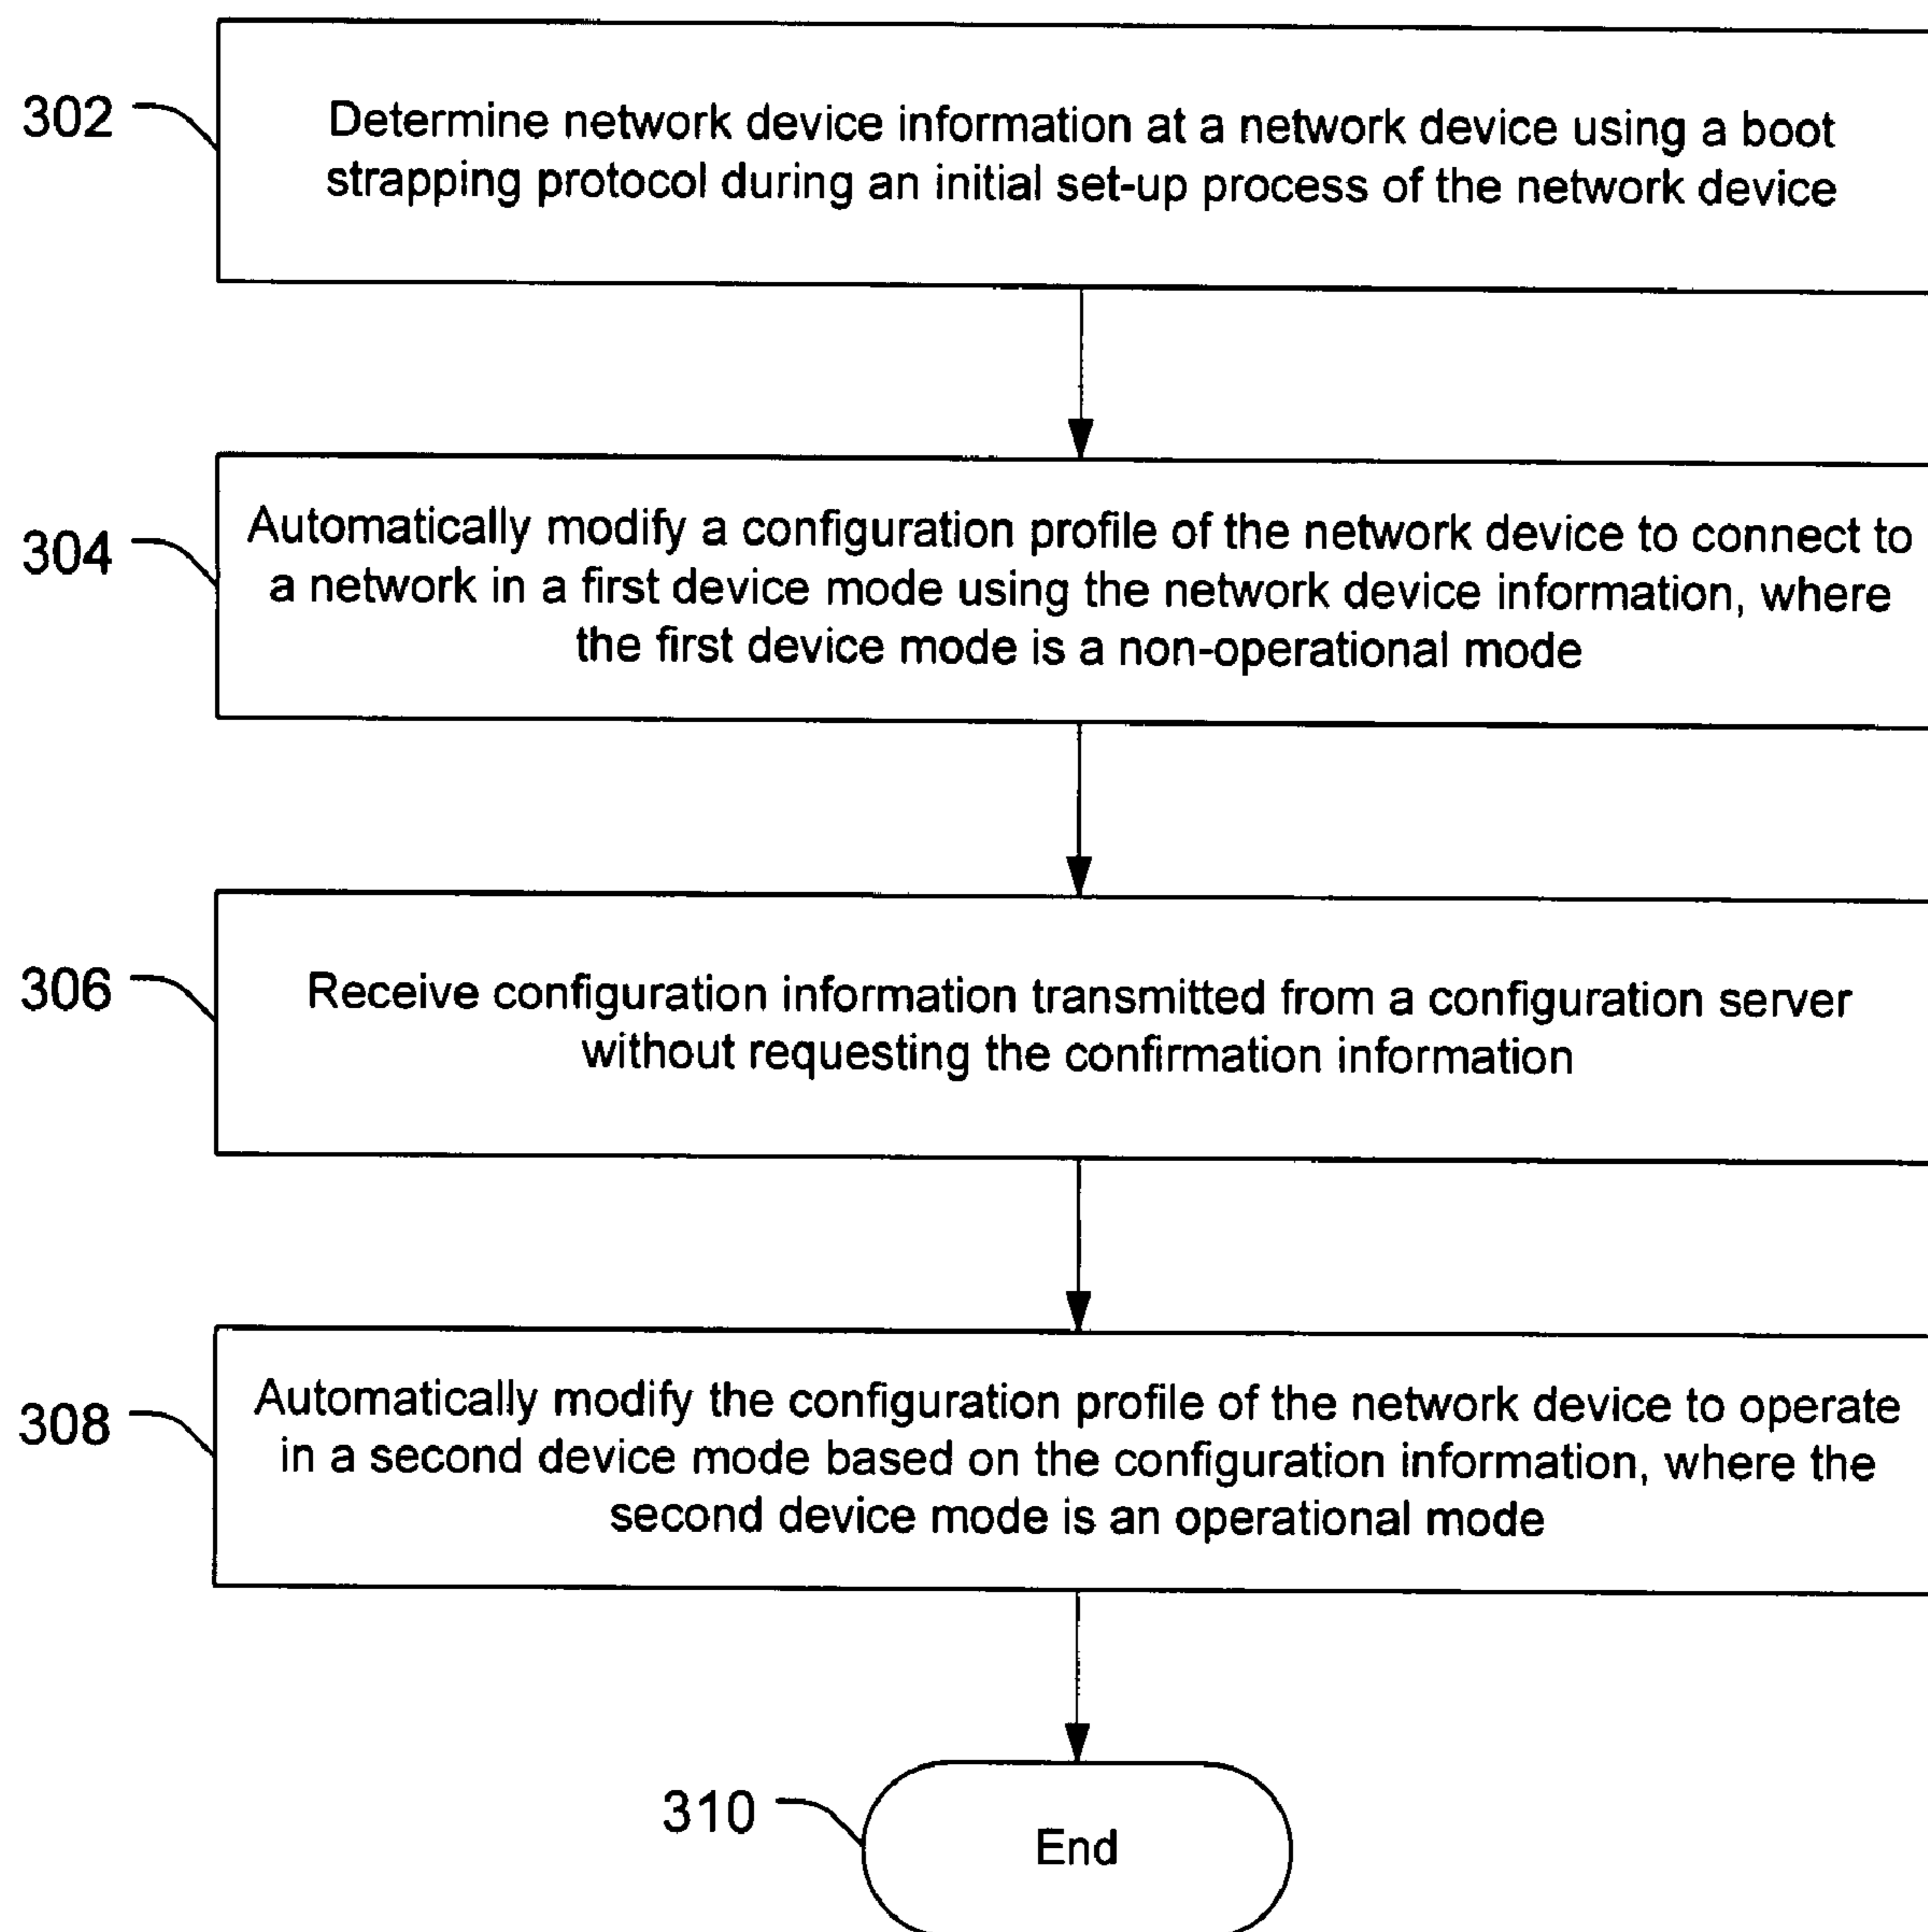 302
Determine network device information at a network device using a boot
strapping protocol during an initial set-up process of the network device
304
Automatically modify a configuration profile of the network device to connect to
a network in a first device mode using the network device information, where
the first device mode is a non-operational mode
306
Receive configuration information transmitted from a configuration server
without requesting the confirmation information
308
Automatically modify the configuration profile of the network device to operate
in a second device mode based on the configuration information, where the
second device mode is an operational mode
310
End